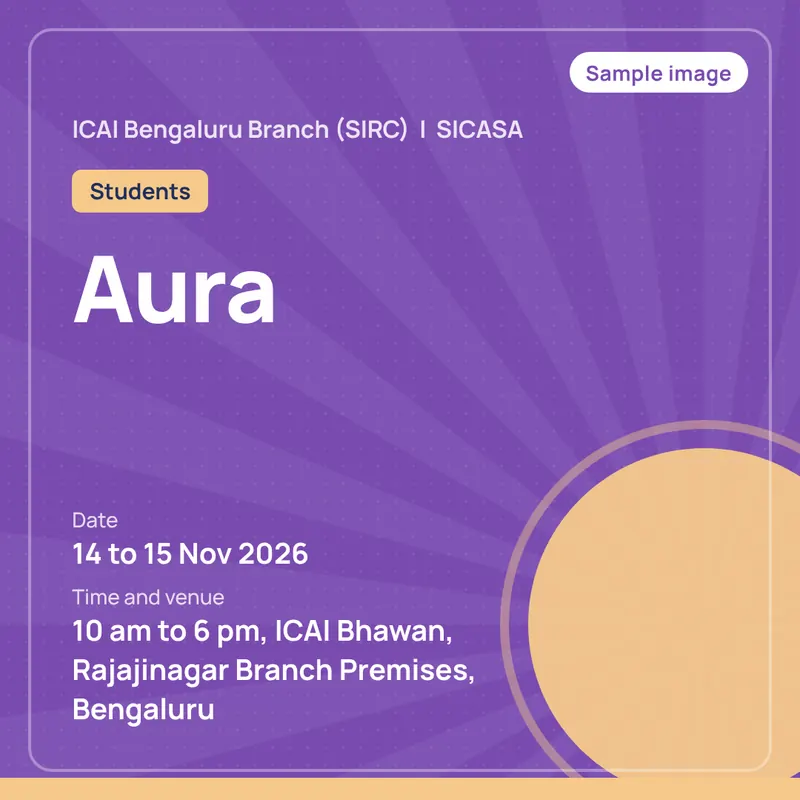 Sample image
ICAI Bengaluru Branch (SIRC) | SICASA
Students
Aura
Date
14 to 15 Nov 2026
Time and venue
10 am to 6 pm, ICAI Bhawan,
Rajajinagar Branch Premises,
Bengaluru